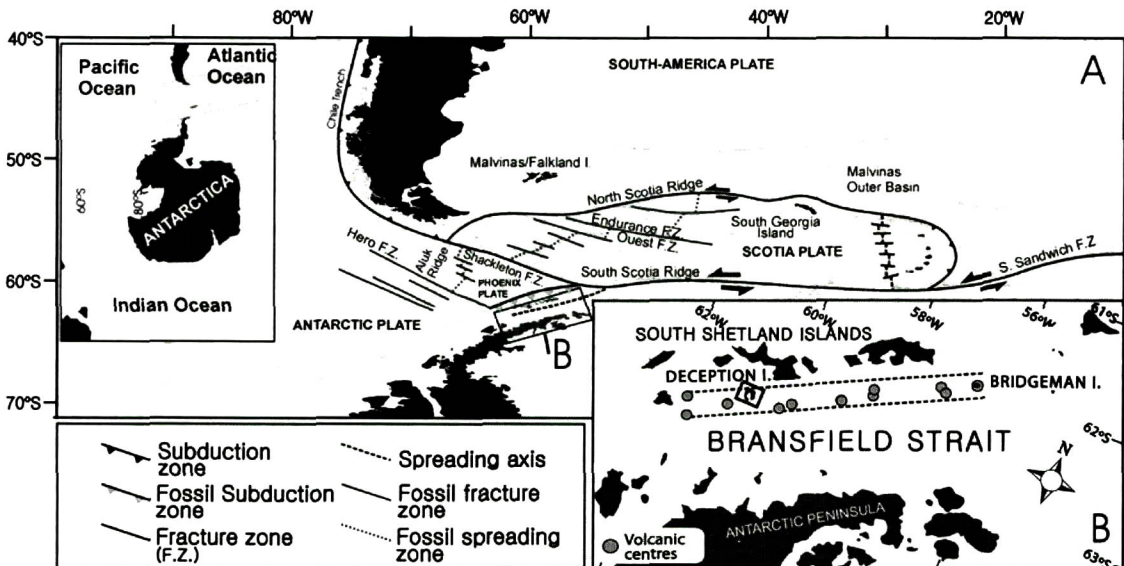 80°W
60°W
40°W
20°W
40°S
50°S
60°S
70°S
Pacific
Ocean
Atlantic
Ocean
60°S
80°S
ANTARCTICA
Indian Ocean
A
SOUTH-AMERICA PLATE
Chile trench
Malvinas/Falkland I.
Malvinas
Outer Basin
North Scotia Ridge
Endurance F.Z.
Quest F.Z.
South Georgia
Island
SCOTIA PLATE
Hero F.Z.
Aluk
Ridge
Shackleton F.Z.
PHOENIX
PLATE
South Scotia Ridge
S. Sandwich F.Z
ANTARCTIC PLATE
B
62°W
60°W
58°W
56°W
61°S
SOUTH SHETLAND ISLANDS
DECEPTION I.
BRIDGEMAN I.
BRANSFIELD STRAIT
62°S
N
ANTARCTIC PENINSULA
Volcanic
centres
B
63°S
Subduction
zone
Fossil Subduction
zone
Fracture zone
(F.Z.)
Spreading axis
Fossil fracture
zone
Fossil spreading
zone